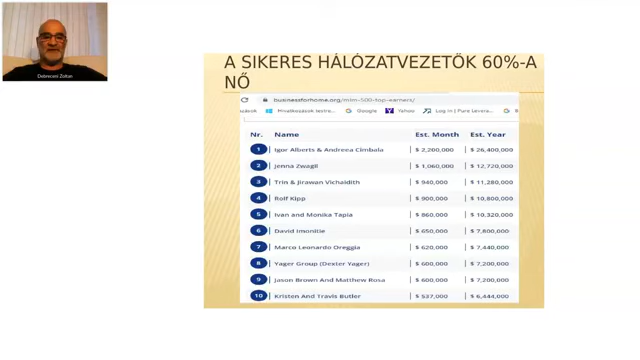 Debreceni Zoltan
A SIKERES HÁLÓZATVEZETŐK 60%-A
NŐ
businessforhome.org/mlm-500-top-earners/
Google Yahoo Log In | Pure Levera...
Nr. Name Est. Month Est. Year
1 Igor Alberts & Andreea Cimbala $ 2,200,000 $ 26,400,000
2 Jenna Zwagil $ 1,060,000 $ 12,720,000
3 Trin & Jirawan Vichaidith $ 940,000 $ 11,280,000
4 Rolf Kipp $ 900,000 $ 10,800,000
5 Ivan and Monika Tapia $ 860,000 $ 10,320,000
6 David Imonitie $ 650,000 $ 7,800,000
7 Marco Leonardo Oreggia $ 620,000 $ 7,440,000
8 Yager Group (Dexter Yager) $ 600,000 $ 7,200,000
9 Jason Brown and Matthew Rosa $ 600,000 $ 7,200,000
10 Kristen And Travis Butler $ 537,000 $ 6,444,000